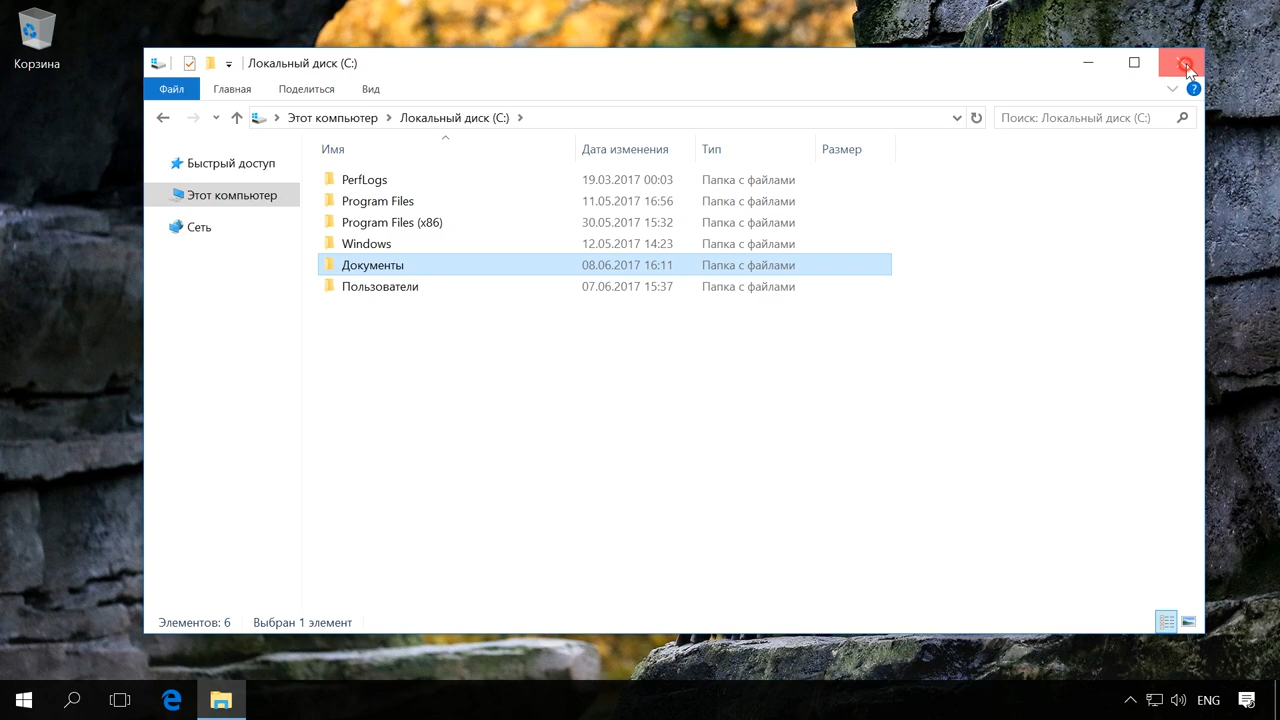 Корзина
Локальный диск (C:)
Файл Главная Поделиться Вид
Этот компьютер Локальный диск (C:) Поиск: Локальный диск (C:)
Имя Дата изменения Тип Размер
Быстрый доступ
Этот компьютер
Сеть
PerfLogs 19.03.2017 00:03 Папка с файлами
Program Files 11.05.2017 16:56 Папка с файлами
Program Files (x86) 30.05.2017 15:32 Папка с файлами
Windows 12.05.2017 14:23 Папка с файлами
Документы 08.06.2017 16:11 Папка с файлами
Пользователи 07.06.2017 15:37 Папка с файлами
Элементов: 6 Выбран 1 элемент
ENG